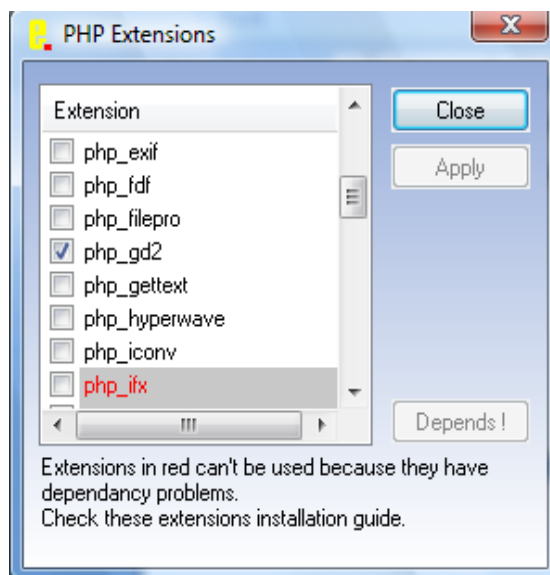 PHP Extensions
Extension
php_exif
php_fdf
php_filepro
php_gd2
php_gettext
php_hyperwave
php_iconv
php_ifx
Close
Apply
Depends !
Extensions in red can't be used because they have
dependancy problems.
Check these extensions installation guide.